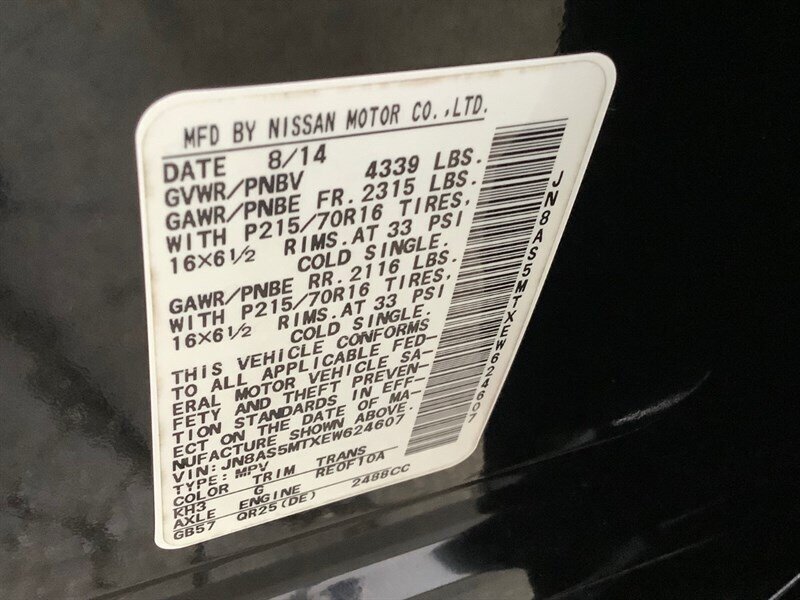 MFD BY NISSAN MOTOR CO.,LTD.
DATE 8/14
GVWR/PNBV 4339 LBS.
GAWR/PNBE FR. 2315 LBS.
WITH P215/70R16 TIRES,
16×6½ RIMS.AT 33 PSI
COLD SINGLE.
GAWR/PNBE RR. 2116 LBS.
WITH P215/70R16 TIRES,
16×6½ RIMS.AT 33 PSI
COLD SINGLE.
THIS VEHICLE CONFORMS
TO ALL APPLICABLE FED-
ERAL MOTOR VEHICLE SA-
FETY AND THEFT PREVEN-
TION STANDARDS IN EFF-
ECT ON THE DATE OF MA-
NUFACTURE SHOWN ABOVE.
VIN: JN8AS5MTXEW624607
TYPE: MPV
COLOR TRIM TRANS
KH3 G RE0F10A
AXLE ENGINE 2488CC
GB57 QR25(DE)
JN8AS5MTXEW624607